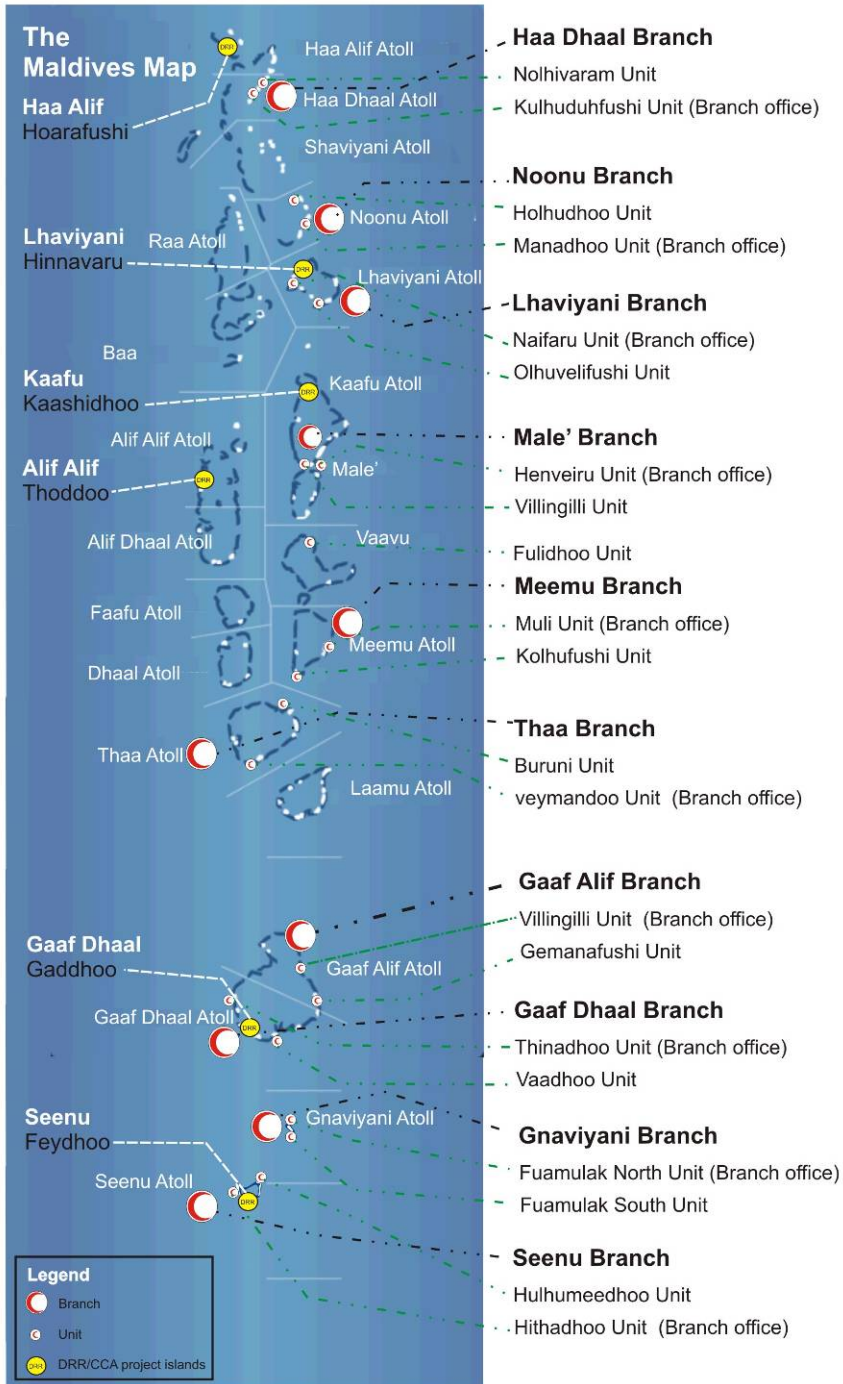 The
Maldives Map
Haa Alif
Hoarafushi
Lhaviyani
Hinnavaru
Kaafu
Kaashidhoo
Alif Alif
Thoddoo
Gaaf Dhaal
Gaddhoo
Seenu
Feydhoo
DRR
Haa Alif Atoll
Haa Dhaal Atoll
Shaviyani Atoll
Noonu Atoll
Raa Atoll
DRR
Lhaviyani Atoll
Baa
Kaafu Atoll
DRR
Alif Alif Atoll
Male’
DRR
Alif Dhaal Atoll
Vaavu
Faafu Atoll
Meemu Atoll
Dhaal Atoll
Thaa Atoll
Laamu Atoll
Gaaf Alif Atoll
Gaaf Dhaal Atoll
DRR
Gnaviyani Atoll
Seenu Atoll
DRR
Haa Dhaal Branch
Nolhivaram Unit
Kulhuduhfushi Unit (Branch office)
Noonu Branch
Holhudhoo Unit
Manadhoo Unit (Branch office)
Lhaviyani Branch
Naifaru Unit (Branch office)
Olhuvelifushi Unit
Male’ Branch
Henveiru Unit (Branch office)
Villingilli Unit
Fulidhoo Unit
Meemu Branch
Muli Unit (Branch office)
Kolhufushi Unit
Thaa Branch
Buruni Unit
veymandoo Unit (Branch office)
Gaaf Alif Branch
Villingilli Unit (Branch office)
Gemanafushi Unit
Gaaf Dhaal Branch
Thinadhoo Unit (Branch office)
Vaadhoo Unit
Gnaviyani Branch
Fuamulak North Unit (Branch office)
Fuamulak South Unit
Seenu Branch
Hulhumeedhoo Unit
Hithadhoo Unit (Branch office)
Legend
Branch
Unit
DRR DRR/CCA project islands